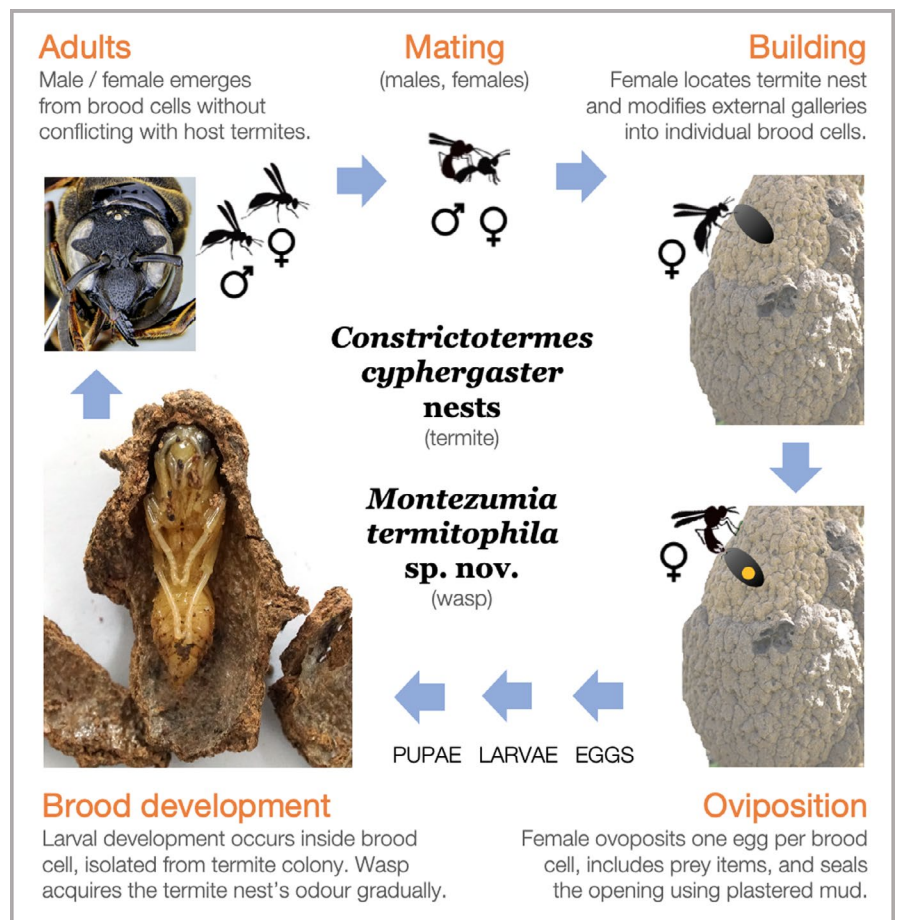 Adults
Male / female emerges
from brood cells without
conflicting with host termites.
Mating
(males, females)
Building
Female locates termite nest
and modifies external galleries
into individual brood cells.
♂ ♀
♂ ♀
♀
Constrictotermes
cyphergaster
nests
(termite)
Montezumia
termitophila
sp. nov.
(wasp)
♀
PUPAE LARVAE EGGS
Brood development
Larval development occurs inside brood
cell, isolated from termite colony. Wasp
acquires the termite nest's odour gradually.
Oviposition
Female ovoposits one egg per brood
cell, includes prey items, and seals
the opening using plastered mud.